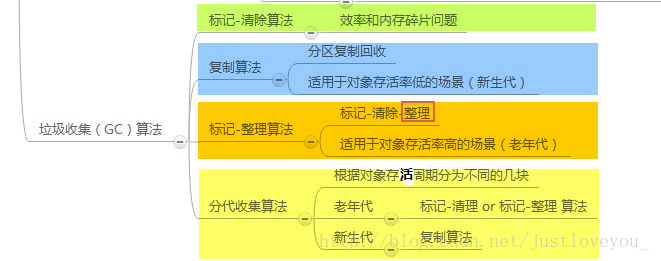 标记-清除算法
效率和内存碎片问题
分区复制回收
复制算法
适用于对象存活率低的场景（新生代）
垃圾收集（GC）算法
标记-清除-整理
标记-整理算法
适用于对象存活率高的场景（老年代）
根据对象存活周期分为不同的几块
分代收集算法
老年代
标记-清理 or 标记-整理 算法
新生代
复制算法
http://blog.csdn.net/justloveyou_